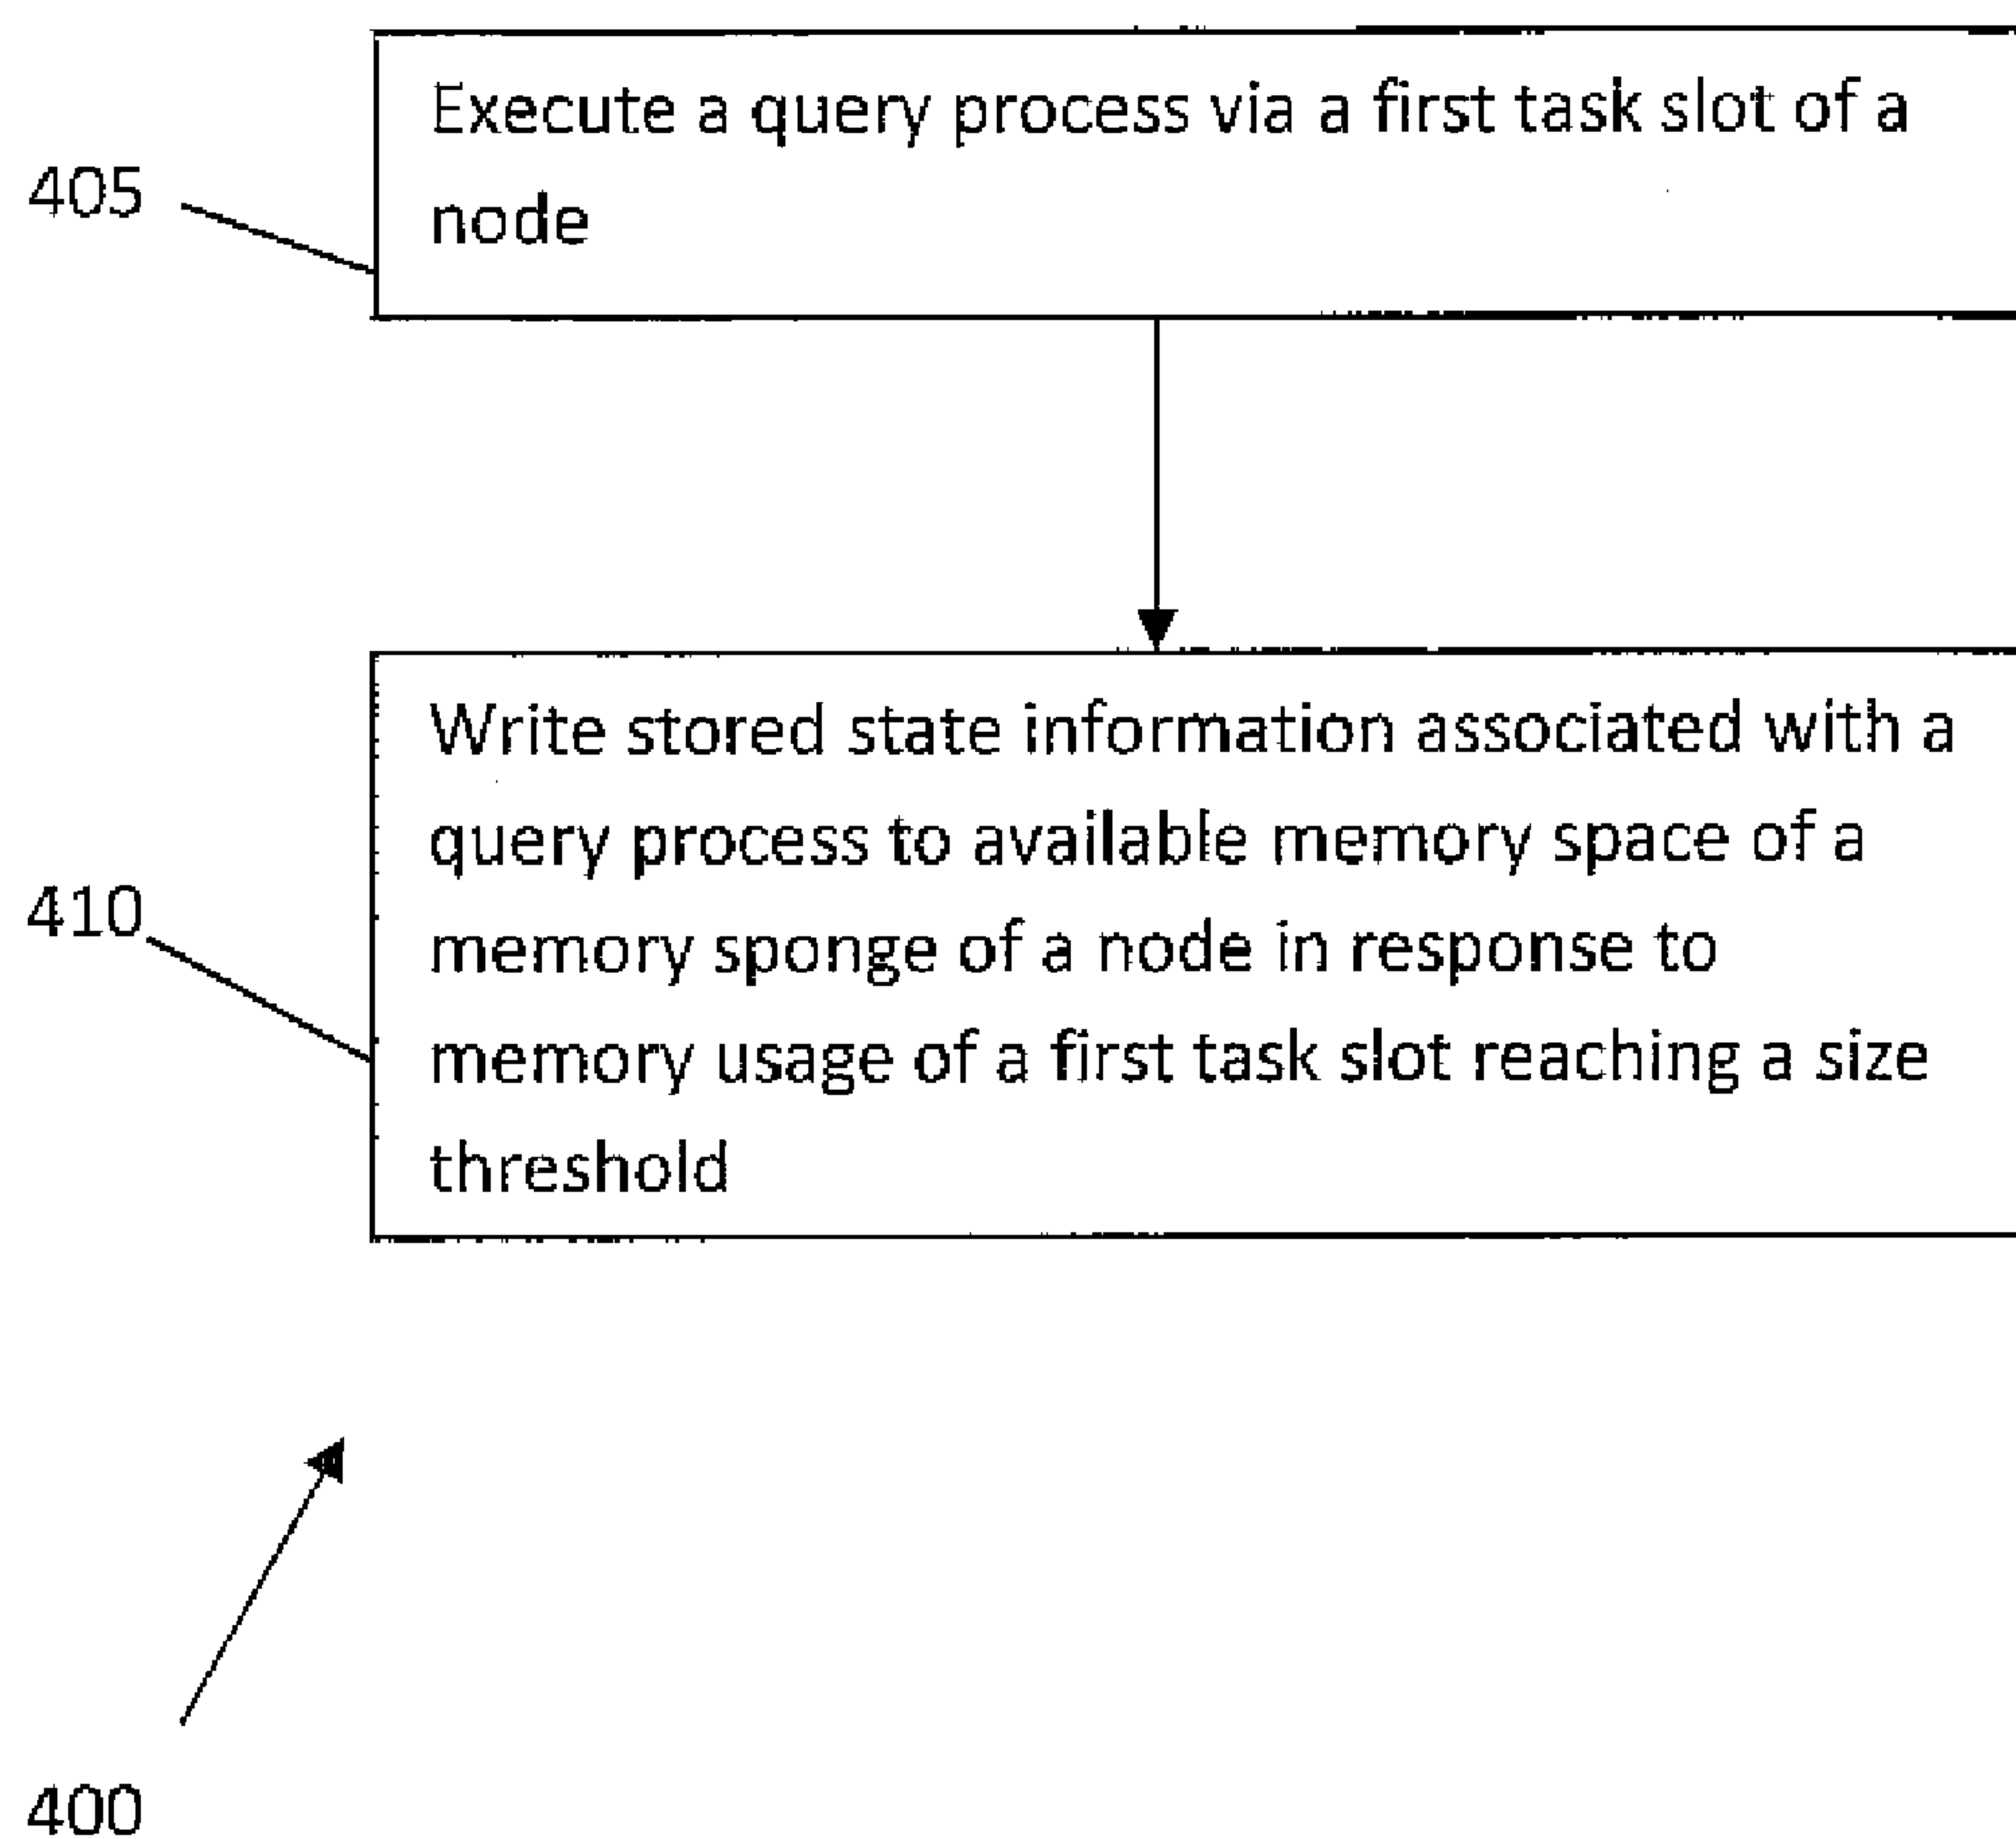 Execute a query process via a first task slot of a
405
node
Write stored state information associated with a
query process to available memory space of a
410
memory sponge of a node in response to
memory usage of a first task slot reaching a size
threshold
400